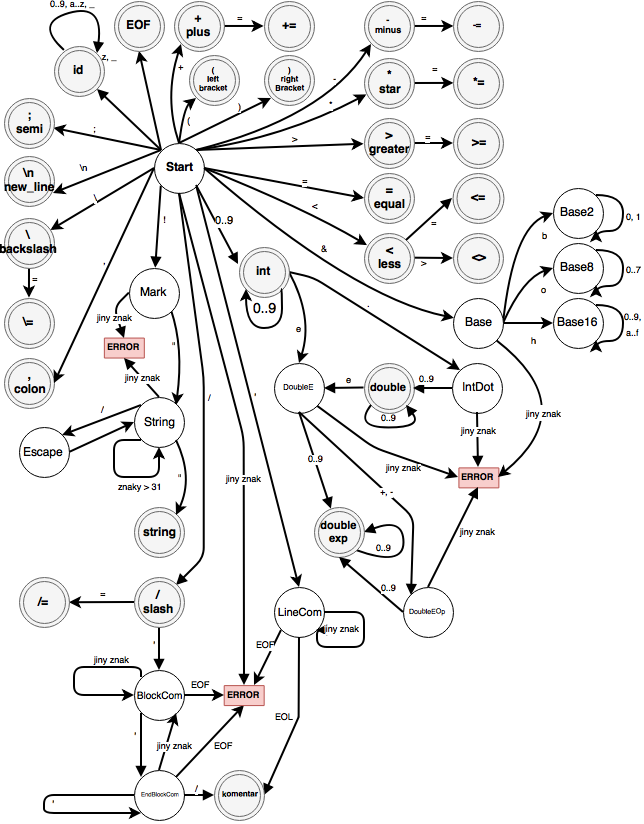 0..9, a..z, _
z, _
id
EOF
+
plus
=
+=
-
minus
=
-=
(
left
bracket
)
right
Bracket
*
star
=
*=
+
(
)
-
*
;
semi
;
>
>
greater
=
>=
\n
new_line
\n
Start
=
=
equal
<
<=
\
backslash
\
!
0..9
&
<
less
=
>
<>
Base2
0, 1
b
=
,
int
0..9
Base8
0..7
o
Mark
.
\=
jiny znak
"
e
Base
h
Base16
0..9,
a..f
ERROR
,
colon
jiny znak
DoubleE
e
double
0..9
IntDot
0..9
/
'
jiny znak
/
String
jiny znak
Escape
jiny znak
0..9
jiny znak
ERROR
znaky > 31
"
jiny znak
+, -
string
double
exp
0..9
jiny znak
/=
=
/
slash
0..9
LineCom
DoubleEOp
jiny znak
'
EOF
jiny znak
BlockCom
EOF
ERROR
'
jiny znak
EOF
EOL
'
EndBlockCom
/
komentar